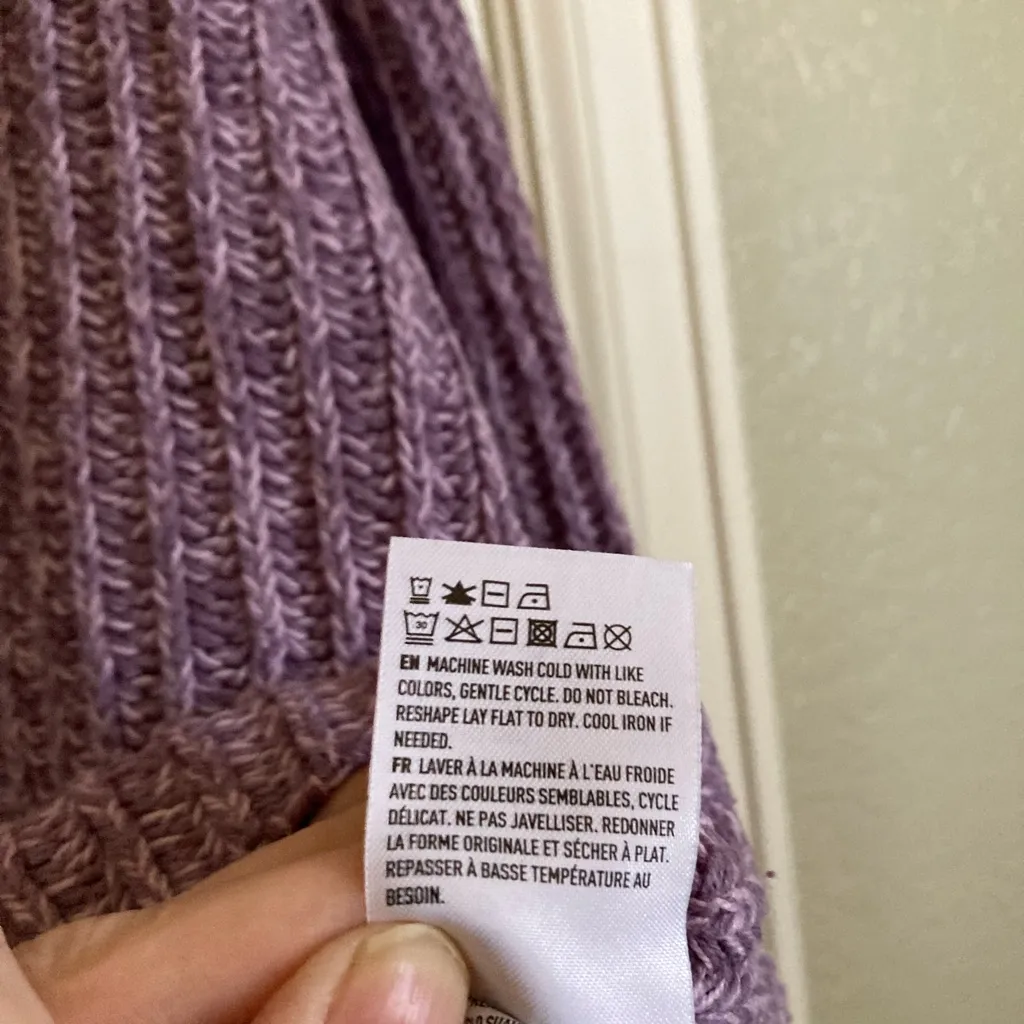 30
EN MACHINE WASH COLD WITH LIKE
COLORS, GENTLE CYCLE. DO NOT BLEACH.
RESHAPE LAY FLAT TO DRY. COOL IRON IF
NEEDED.
FR LAVER À LA MACHINE À L'EAU FROIDE
AVEC DES COULEURS SEMBLABLES, CYCLE
DÉLICAT. NE PAS JAVELLISER. REDONNER
LA FORME ORIGINALE ET SÉCHER À PLAT.
REPASSER À BASSE TEMPÉRATURE AU
BESOIN.